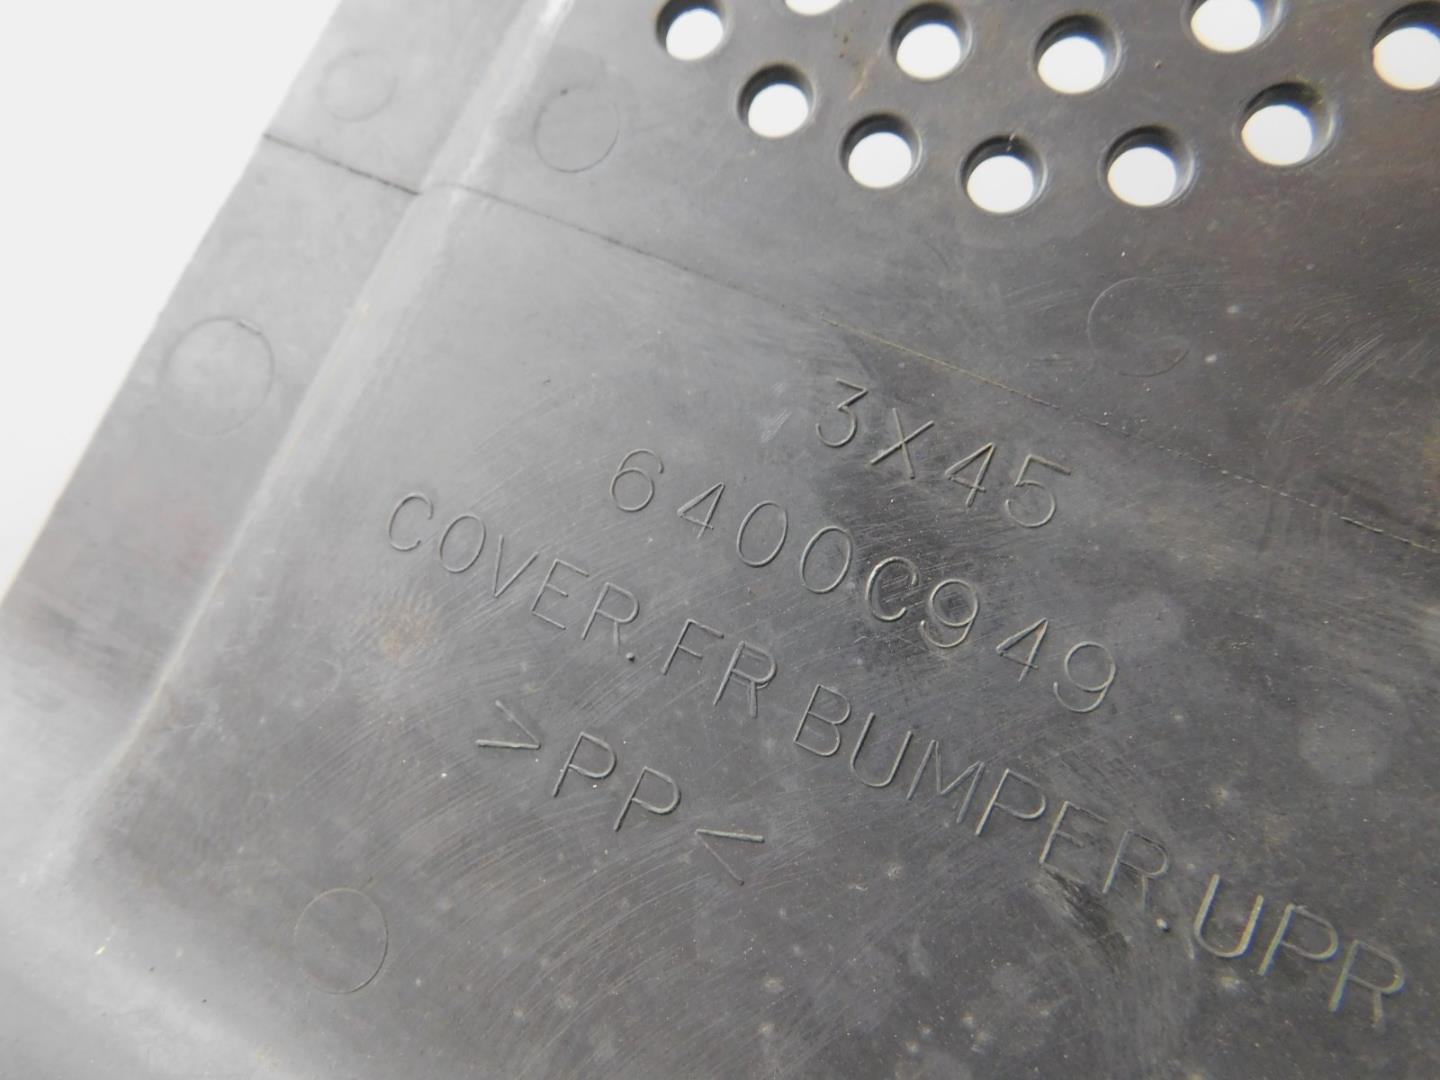 3X45
6400C949
COVER.FR BUMPER.UPR
>PP<